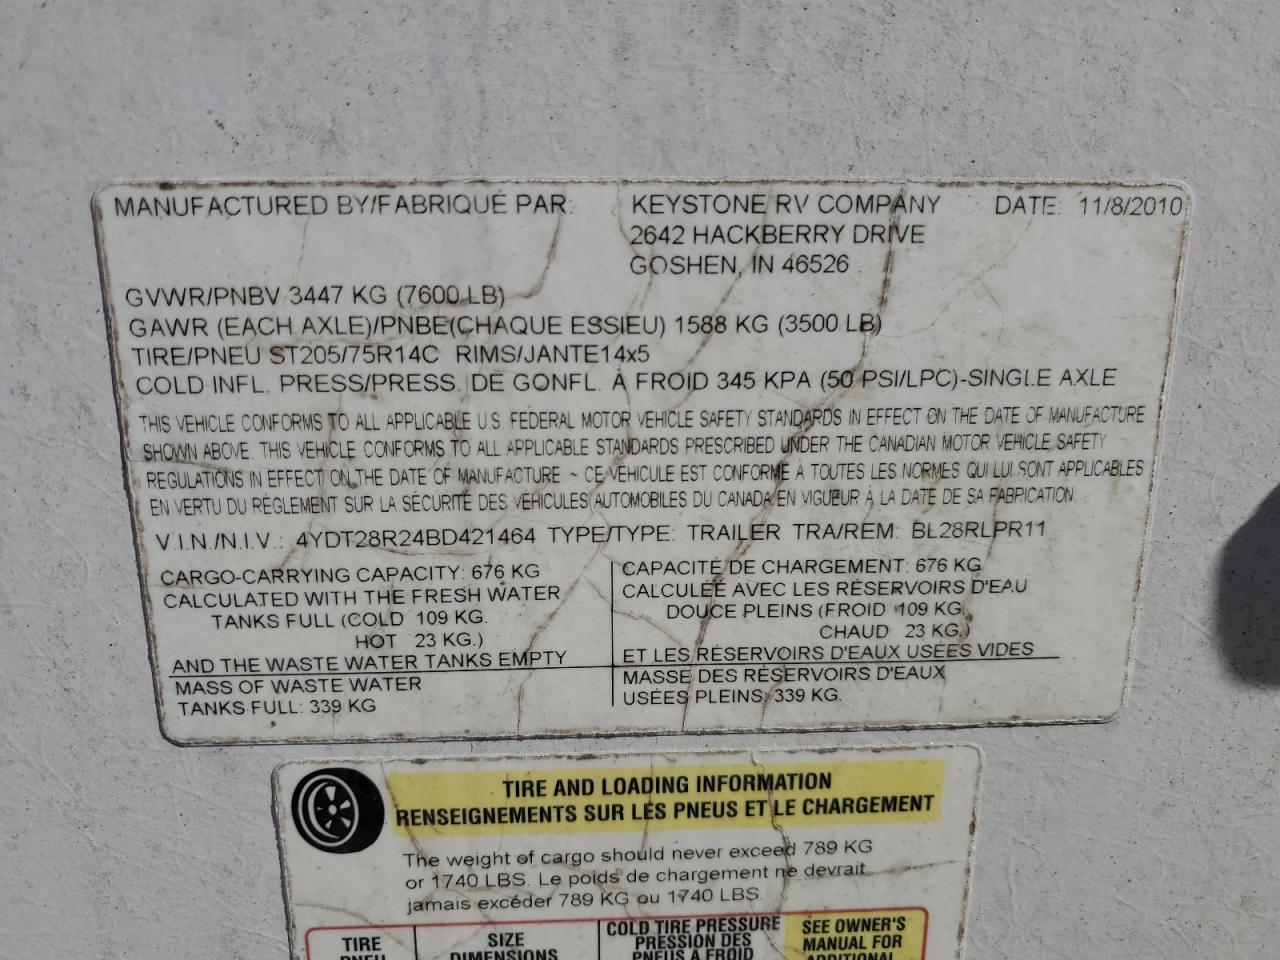 MANUFACTURED BY/FABRIQUÉ PAR: KEYSTONE RV COMPANY DATE: 11/8/2010
2642 HACKBERRY DRIVE
GOSHEN, IN 46526
GVWR/PNBV 3447 KG (7600 LB)
GAWR (EACH AXLE)/PNBE(CHAQUE ESSIEU) 1588 KG (3500 LB)
TIRE/PNEU ST205/75R14C RIMS/JANTE14x5
COLD INFL. PRESS/PRESS. DE GONFL. À FROID 345 KPA (50 PSI/LPC)-SINGLE AXLE
THIS VEHICLE CONFORMS TO ALL APPLICABLE U.S. FEDERAL MOTOR VEHICLE SAFETY STANDARDS IN EFFECT ON THE DATE OF MANUFACTURE
SHOWN ABOVE. THIS VEHICLE CONFORMS TO ALL APPLICABLE STANDARDS PRESCRIBED UNDER THE CANADIAN MOTOR VEHICLE SAFETY
REGULATIONS IN EFFECT ON THE DATE OF MANUFACTURE ~ CE VÉHICULE EST CONFORME À TOUTES LES NORMES QUI LUI SONT APPLICABLES
EN VERTU DU RÈGLEMENT SUR LA SÉCURITÉ DES VÉHICULES AUTOMOBILES DU CANADA EN VIGUEUR À LA DATE DE SA FABRICATION
V.I.N./N.I.V.: 4YDT28R24BD421464 TYPE/TYPE: TRAILER TRA/REM: BL28RLPR11
CARGO-CARRYING CAPACITY: 676 KG
CALCULATED WITH THE FRESH WATER
TANKS FULL (COLD 109 KG.
HOT 23 KG.)
AND THE WASTE WATER TANKS EMPTY
MASS OF WASTE WATER
TANKS FULL: 339 KG
CAPACITÉ DE CHARGEMENT: 676 KG
CALCULÉE AVEC LES RÉSERVOIRS D'EAU
DOUCE PLEINS (FROID 109 KG.
CHAUD 23 KG.)
ET LES RÉSERVOIRS D'EAUX USÉES VIDES
MASSE DES RÉSERVOIRS D'EAUX
USÉES PLEINS: 339 KG.
TIRE AND LOADING INFORMATION
RENSEIGNEMENTS SUR LES PNEUS ET LE CHARGEMENT
The weight of cargo should never exceed 789 KG
or 1740 LBS. Le poids de chargement ne devrait
jamais excéder 789 KG ou 1740 LBS.
TIRE
PNEU
SIZE
DIMENSIONS
COLD TIRE PRESSURE
PRESSION DES
PNEUS A FROID
SEE OWNER'S
MANUAL FOR
ADDITIONAL